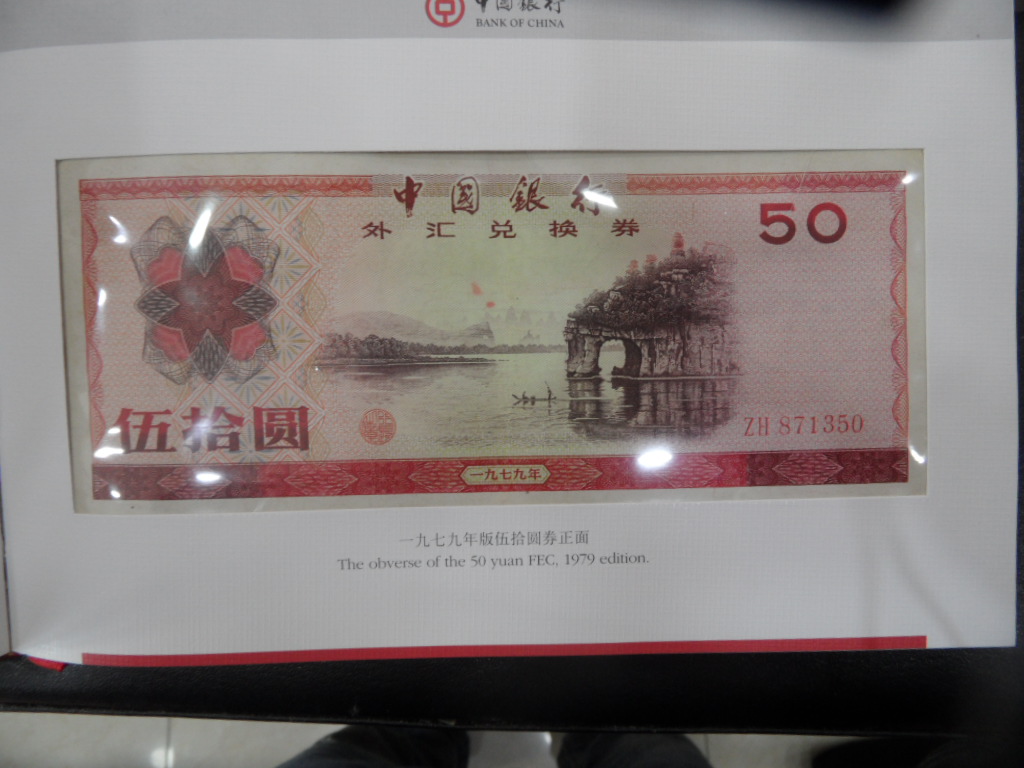 中国银行
BANK OF CHINA
中國銀行
外汇兑换券
50
伍拾圆
ZH 871350
一九七九年
一九七九年版伍拾圆券正面
The obverse of the 50 yuan FEC, 1979 edition.